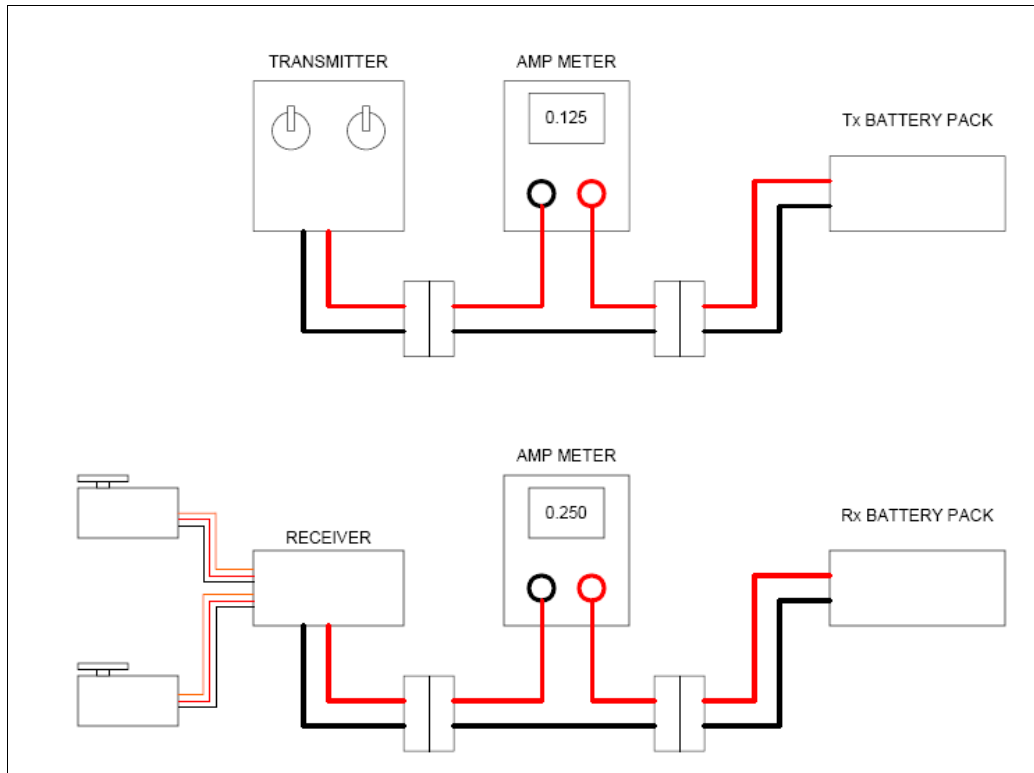 TRANSMITTER
AMP METER
0.125
Tx BATTERY PACK
AMP METER
0.250
Rx BATTERY PACK
RECEIVER